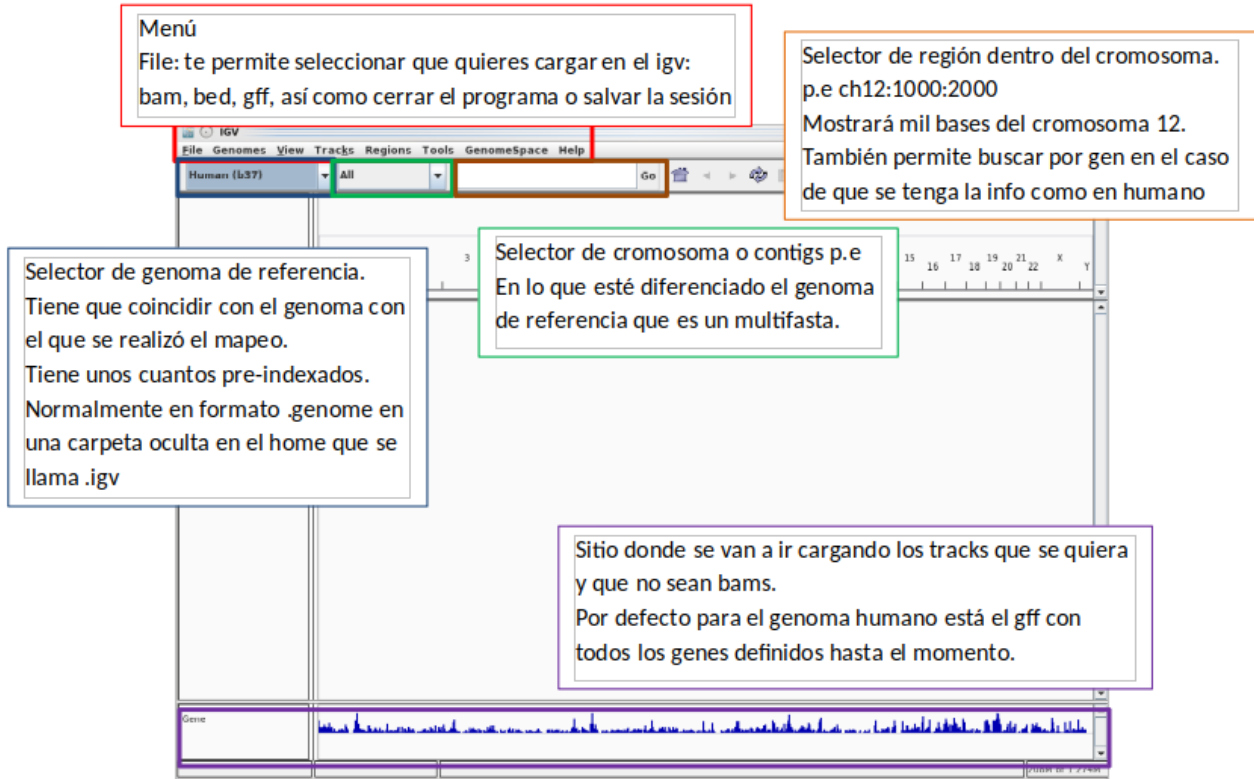 Menú
File: te permite seleccionar que quieres cargar en el igv:
bam, bed, gff, así como cerrar el programa o salvar la sesión
Selector de región dentro del cromosoma.
p.e ch12:1000:2000
Mostrará mil bases del cromosoma 12.
También permite buscar por gen en el caso
de que se tenga la info como en humano
IGV
File Genomes View Tracks Regions Tools GenomeSpace Help
Human (b37) All Go
Selector de genoma de referencia.
Tiene que coincidir con el genoma con
el que se realizó el mapeo.
Tiene unos cuantos pre-indexados.
Normalmente en formato .genome en
una carpeta oculta en el home que se
llama .igv
3
Selector de cromosoma o contigs p.e
En lo que esté diferenciado el genoma
de referencia que es un multifasta.
15 16 17 18 19 20 21 22 X Y
Sitio donde se van a ir cargando los tracks que se quiera
y que no sean bams.
Por defecto para el genoma humano está el gff con
todos los genes definidos hasta el momento.
Gene